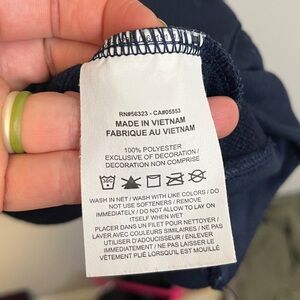 RN#56323 - CA#05553
MADE IN VIETNAM
FABRIQUE AU VIETNAM
100% POLYESTER
EXCLUSIVE OF DECORATION /
DECORATION NON COMPRISE
WASH IN NET / WASH WITH LIKE COLORS / DO
NOT USE SOFTENERS / REMOVE
IMMEDIATELY / DO NOT LAY ON
ITSELF WHEN WET
PLACER DANS UN FILET POUR NETTOYER /
LAVER AVEC COULEURS SIMILAIRES / NE PAS
UTILISER D'ADOUCISSEUR / ENLEVER
IMMÉDIATEMENT / NE PAS LAISSER LE
VÊTEMENT PLIÉ LORSQU'IL EST HUMIDE